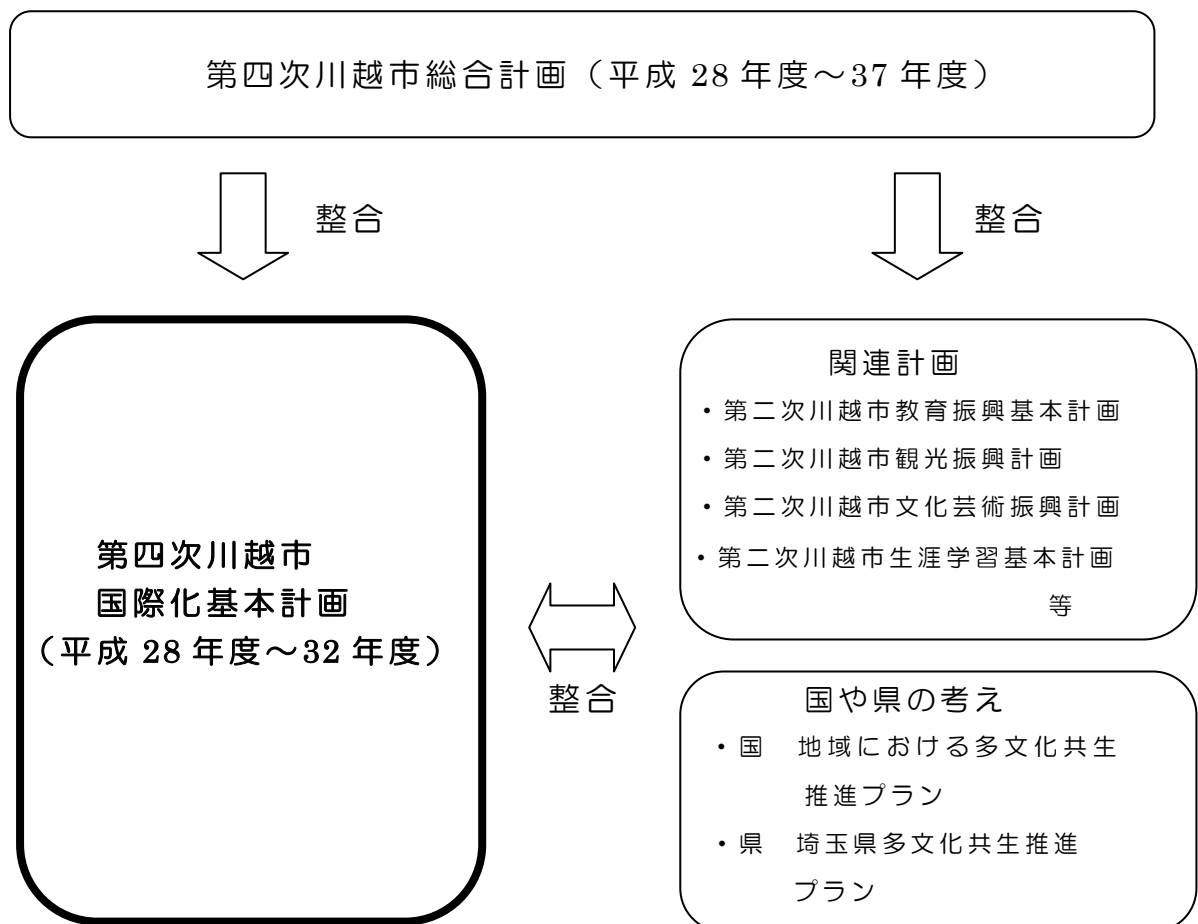 第四次川越市総合計画（平成 28 年度～37 年度）
整合
整合
第四次川越市
国際化基本計画
（平成 28 年度～32 年度）
整合
関連計画
・第二次川越市教育振興基本計画
・第二次川越市観光振興計画
・第二次川越市文化芸術振興計画
・第二次川越市生涯学習基本計画
等
国や県の考え
・国　地域における多文化共生
推進プラン
・県　埼玉県多文化共生推進
プラン